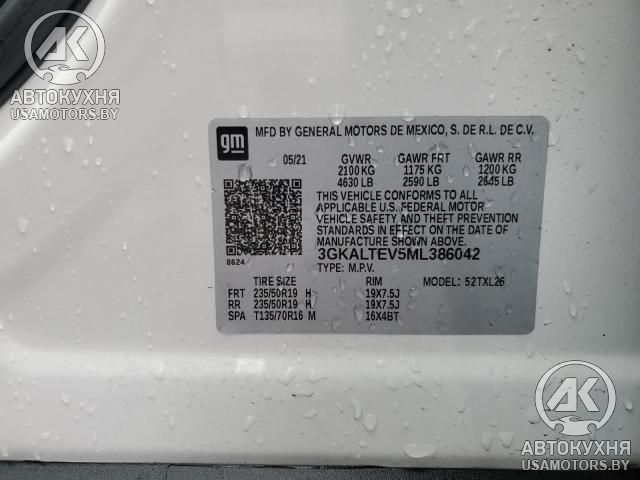 AK
АВТОКУХНЯ
USAMOTORS.BY
gm
MFD BY GENERAL MOTORS DE MEXICO, S. DE R.L. DE C.V.
05/21 GVWR GAWR FRT GAWR RR
2100 KG 1175 KG 1200 KG
4630 LB 2590 LB 2645 LB
THIS VEHICLE CONFORMS TO ALL
APPLICABLE U.S. FEDERAL MOTOR
VEHICLE SAFETY AND THEFT PREVENTION
STANDARDS IN EFFECT ON THE DATE OF
MANUFACTURE SHOWN ABOVE.
8624
3GKALTEV5ML386042
TYPE: M.P.V.
TIRE SIZE RIM MODEL: 52TXL26
FRT 235/50R19 H 19X7.5J
RR 235/50R19 H 19X7.5J
SPA T135/70R16 M 16X4BT
AK
АВТОКУХНЯ
USAMOTORS.BY